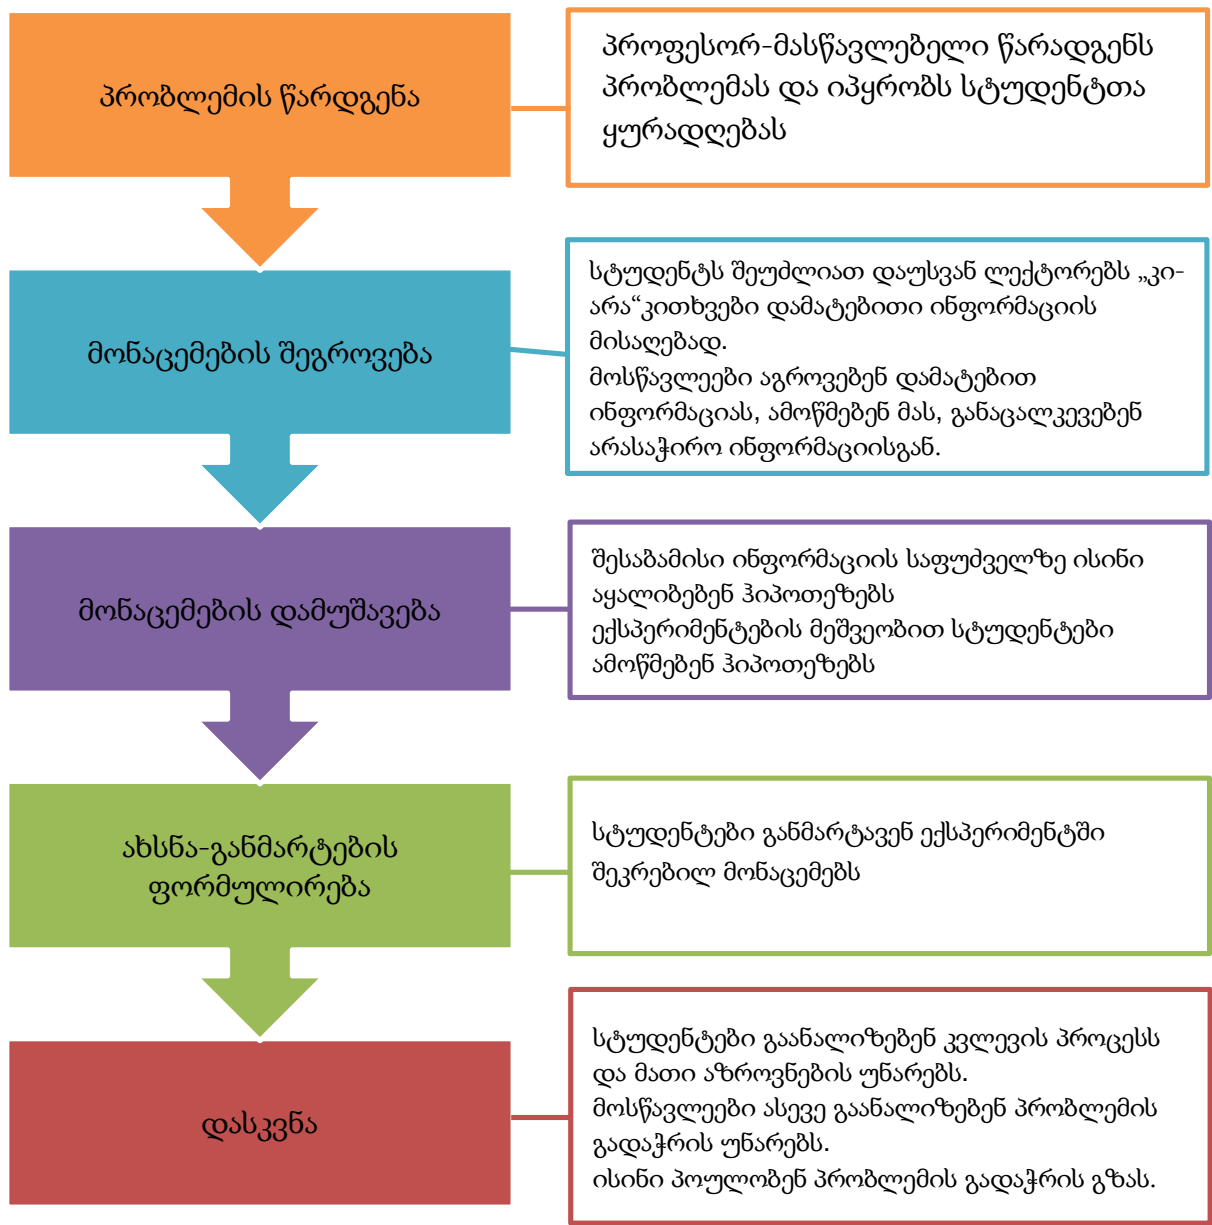 პრობლემის წარდგენა
პროფესორ-მასწავლებელი წარადგენს
პრობლემას და იპყრობს სტუდენტთა
ყურადღებას
მონაცემების შეგროვება
სტუდენტს შეუძლიათ დაუსვან ლექტორებს „კი-
არა“კითხვები დამატებითი ინფორმაციის
მისაღებად.
მოსწავლეები აგროვებენ დამატებით
ინფორმაციას, ამოწმებენ მას, განაცალკევებენ
არასაჭირო ინფორმაციისგან.
მონაცემების დამუშავება
შესაბამისი ინფორმაციის საფუძველზე ისინი
აყალიბებენ ჰიპოთეზებს
ექსპერიმენტების მეშვეობით სტუდენტები
ამოწმებენ ჰიპოთეზებს
ახსნა-განმარტების
ფორმულირება
სტუდენტები განმარტავენ ექსპერიმენტში
შეკრებილ მონაცემებს
დასკვნა
სტუდენტები გაანალიზებენ კვლევის პროცესს
და მათი აზროვნების უნარებს.
მოსწავლეები ასევე გაანალიზებენ პრობლემის
გადაჭრის უნარებს.
ისინი პოულობენ პრობლემის გადაჭრის გზას.